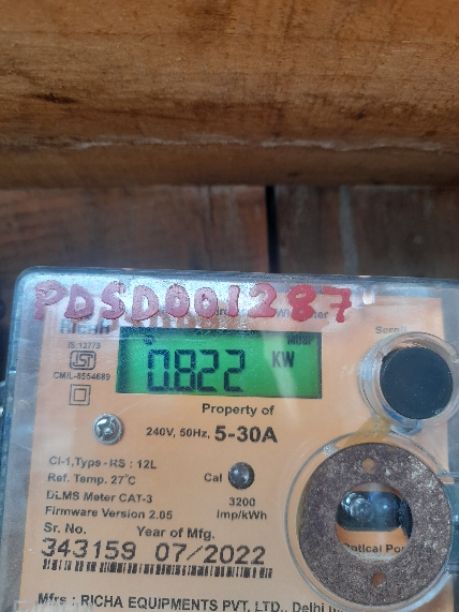 PDSD001287
Scroll
IS:13779
MDSP
0.822 KW
CM/L-8554689
Property of
240V, 50Hz, 5-30A
Cl-1, Type - RS : 12L
Ref. Temp. 27°C
Cal
DLMS Meter CAT-3
3200
Firmware Version 2.05
Imp/kWh
Sr. No. Year of Mfg.
343159 07/2022
Optical Po
Mfrs : RICHA EQUIPMENTS PVT. LTD., Delhi